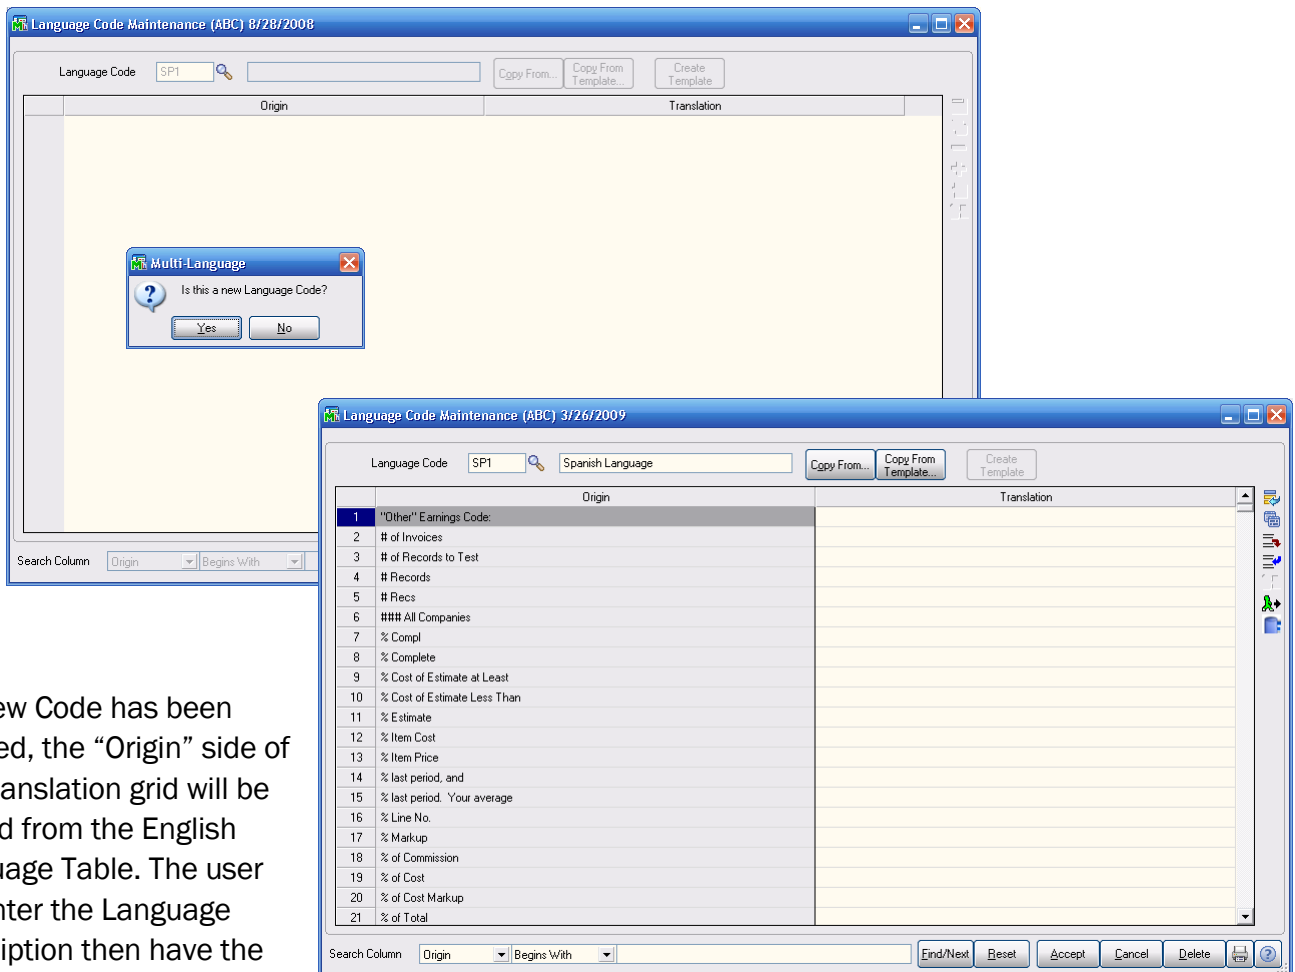 Language Code Maintenance (ABC) 8/28/2008
Language Code SP1 Copy From... Copy From Template... Create Template
Origin Translation
Multi-Language
Is this a new Language Code?
Yes No
Search Column Origin Begins With
Language Code Maintenance (ABC) 3/26/2009
Language Code SP1 Spanish Language Copy From... Copy From Template... Create Template
Origin Translation
1 "Other" Earnings Code:
2 # of Invoices
3 # of Records to Test
4 # Records
5 # Recs
6 ### All Companies
7 % Compl
8 % Complete
9 % Cost of Estimate at Least
10 % Cost of Estimate Less Than
11 % Estimate
12 % Item Cost
13 % Item Price
14 % last period, and
15 % last period. Your average
16 % Line No.
17 % Markup
18 % of Commission
19 % of Cost
20 % of Cost Markup
21 % of Total
Search Column Origin Begins With Find/Next Reset Accept Cancel Delete
ew Code has been
ed, the “Origin” side of
anslation grid will be
d from the English
uage Table. The user
nter the Language
iption then have the